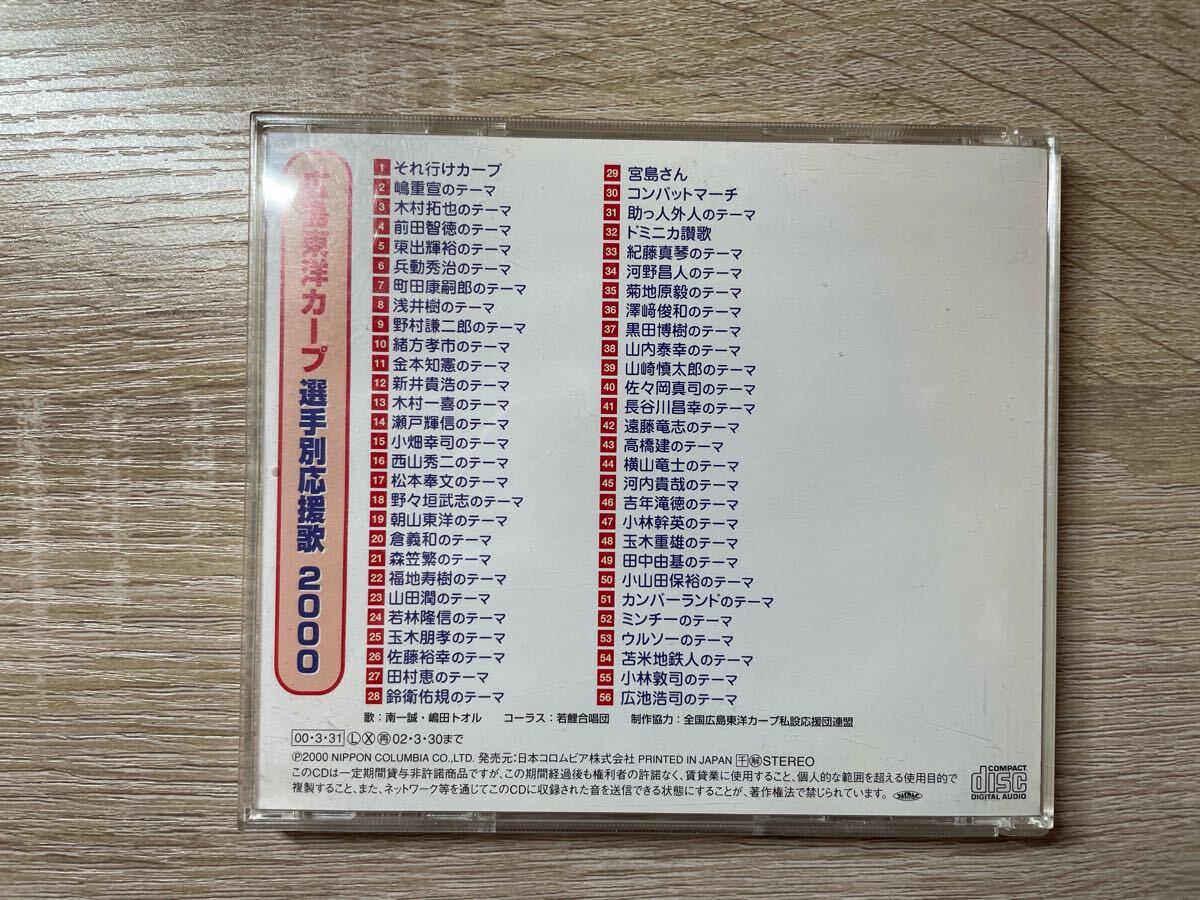 広島東洋カープ 選手別応援歌 2000
1 それ行けカープ
2 嶋重宣のテーマ
3 木村拓也のテーマ
4 前田智徳のテーマ
5 東出輝裕のテーマ
6 兵動秀治のテーマ
7 町田康嗣郎のテーマ
8 浅井樹のテーマ
9 野村謙二郎のテーマ
10 緒方孝市のテーマ
11 金本知憲のテーマ
12 新井貴浩のテーマ
13 木村一喜のテーマ
14 瀬戸輝信のテーマ
15 小畑幸司のテーマ
16 西山秀二のテーマ
17 松本奉文のテーマ
18 野々垣武志のテーマ
19 朝山東洋のテーマ
20 倉義和のテーマ
21 森笠繁のテーマ
22 福地寿樹のテーマ
23 山田潤のテーマ
24 若林隆信のテーマ
25 玉木朋孝のテーマ
26 佐藤裕幸のテーマ
27 田村恵のテーマ
28 鈴衛佑規のテーマ
29 宮島さん
30 コンバットマーチ
31 助っ人外人のテーマ
32 ドミニカ讃歌
33 紀藤真琴のテーマ
34 河野昌人のテーマ
35 菊地原毅のテーマ
36 澤﨑俊和のテーマ
37 黒田博樹のテーマ
38 山内泰幸のテーマ
39 山崎慎太郎のテーマ
40 佐々岡真司のテーマ
41 長谷川昌幸のテーマ
42 遠藤竜志のテーマ
43 高橋建のテーマ
44 横山竜士のテーマ
45 河内貴哉のテーマ
46 吉年滝徳のテーマ
47 小林幹英のテーマ
48 玉木重雄のテーマ
49 田中由基のテーマ
50 小山田保裕のテーマ
51 カンバーランドのテーマ
52 ミンチーのテーマ
53 ウルソーのテーマ
54 苫米地鉄人のテーマ
55 小林敦司のテーマ
56 広池浩司のテーマ
歌：南一誠・嶋田トオル コーラス：若鯉合唱団 制作協力：全国広島東洋カープ私設応援団連盟
00・3・31 Ⓛ Ⓧ ㊢ 02・3・30まで
Ⓟ2000 NIPPON COLUMBIA CO.,LTD. 発売元：日本コロムビア株式会社 PRINTED IN JAPAN STEREO
このCDは一定期間貸与非許諾商品ですが、この期間経過後も権利者の許諾なく、賃貸業に使用すること、個人的な範囲を超える使用目的で
複製すること、また、ネットワーク等を通じてこのCDに収録された音を送信できる状態にすることが、著作権法で禁じられています。
COMPACT disc DIGITAL AUDIO